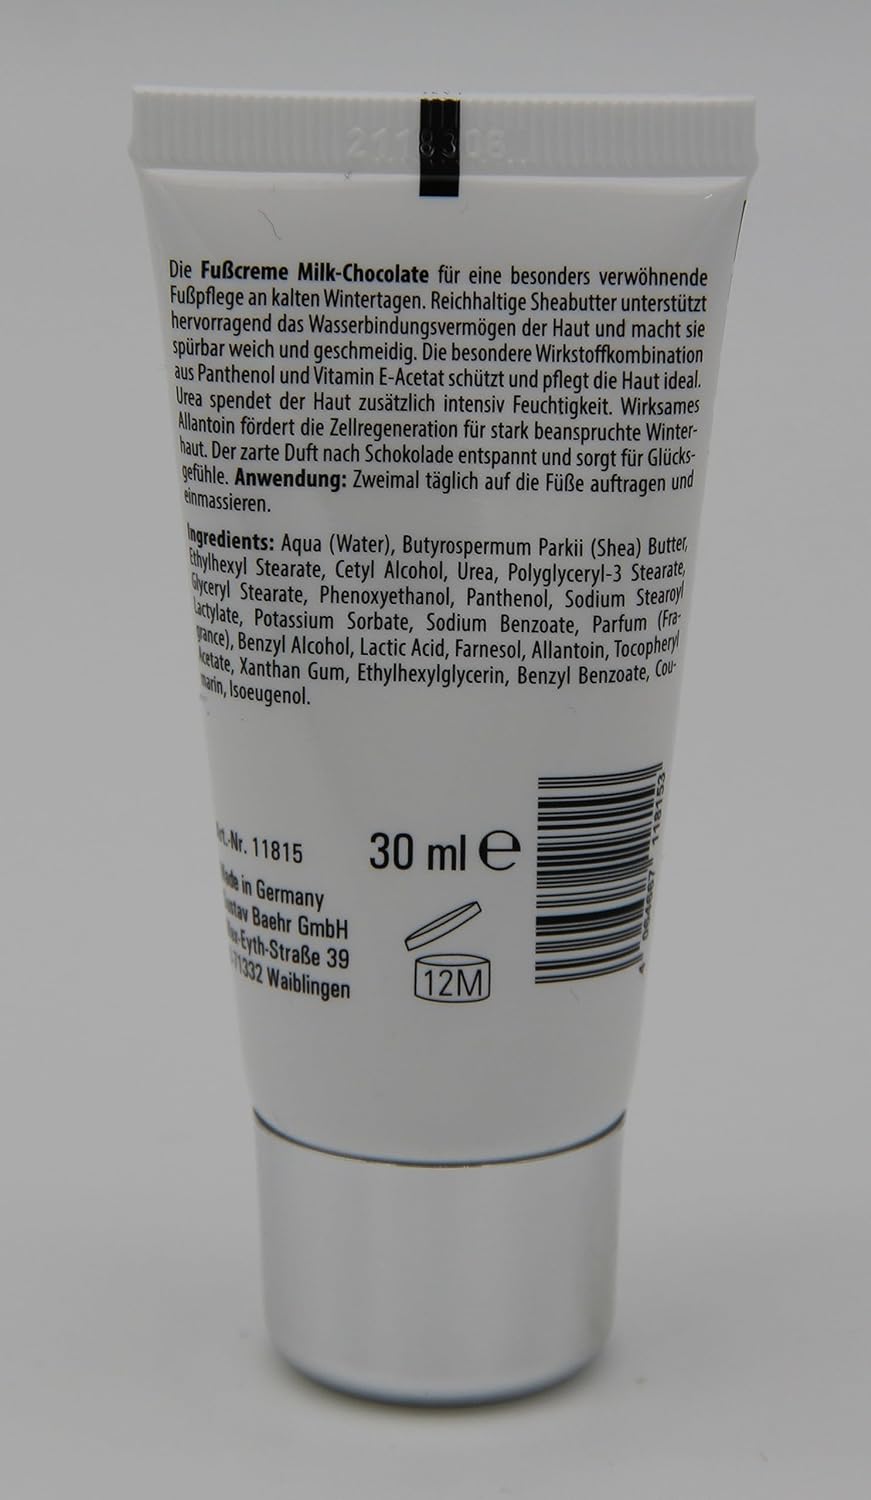 Die Fußcreme Milk-Chocolate für eine besonders verwöhnende
Fußpflege an kalten Wintertagen. Reichhaltige Sheabutter unterstützt
hervorragend das Wasserbindungsvermögen der Haut und macht sie
spürbar weich und geschmeidig. Die besondere Wirkstoffkombination
aus Panthenol und Vitamin E-Acetat schützt und pflegt die Haut ideal.
Urea spendet der Haut zusätzlich intensiv Feuchtigkeit. Wirksames
Allantoin fördert die Zellregeneration für stark beanspruchte Winter-
haut. Der zarte Duft nach Schokolade entspannt und sorgt für Glücks-
gefühle. Anwendung: Zweimal täglich auf die Füße auftragen und
einmassieren.
Ingredients: Aqua (Water), Butyrospermum Parkii (Shea) Butter,
Ethylhexyl Stearate, Cetyl Alcohol, Urea, Polyglyceryl-3 Stearate,
Glyceryl Stearate, Phenoxyethanol, Panthenol, Sodium Stearoyl
Lactylate, Potassium Sorbate, Sodium Benzoate, Parfum (Fra-
grance), Benzyl Alcohol, Lactic Acid, Farnesol, Allantoin, Tocopheryl
Acetate, Xanthan Gum, Ethylhexylglycerin, Benzyl Benzoate, Cou-
marin, Isoeugenol.
Art.-Nr. 11815
Made in Germany
Gustav Baehr GmbH
Max-Eyth-Straße 39
71332 Waiblingen
30 ml e
12M
118153